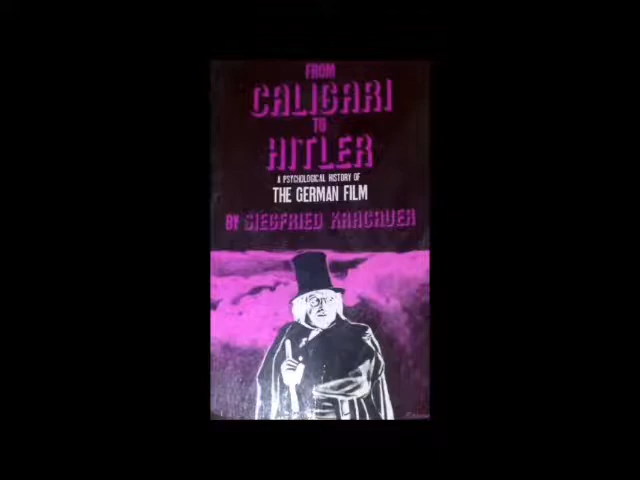 FROM
CALIGARI
TO
HITLER
A PSYCHOLOGICAL HISTORY OF
THE GERMAN FILM
BY SIEGFRIED KRACAUER